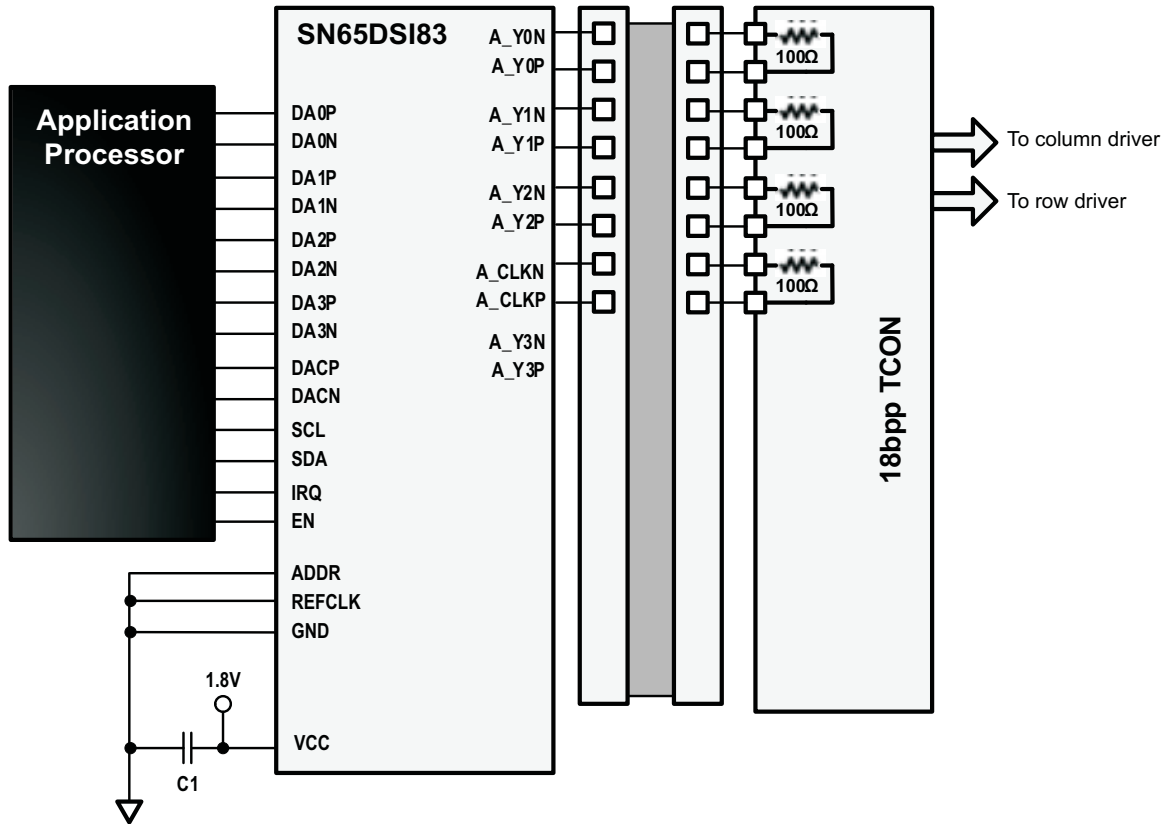 SN65DSI83
Application
Processor
DA0P
DA0N
DA1P
DA1N
DA2P
DA2N
DA3P
DA3N
DACP
DACN
SCL
SDA
IRQ
EN
ADDR
REFCLK
GND
VCC
1.8V
C1
A_Y0N
A_Y0P
A_Y1N
A_Y1P
A_Y2N
A_Y2P
A_CLKN
A_CLKP
A_Y3N
A_Y3P
100Ω
100Ω
100Ω
100Ω
18bpp TCON
To column driver
To row driver